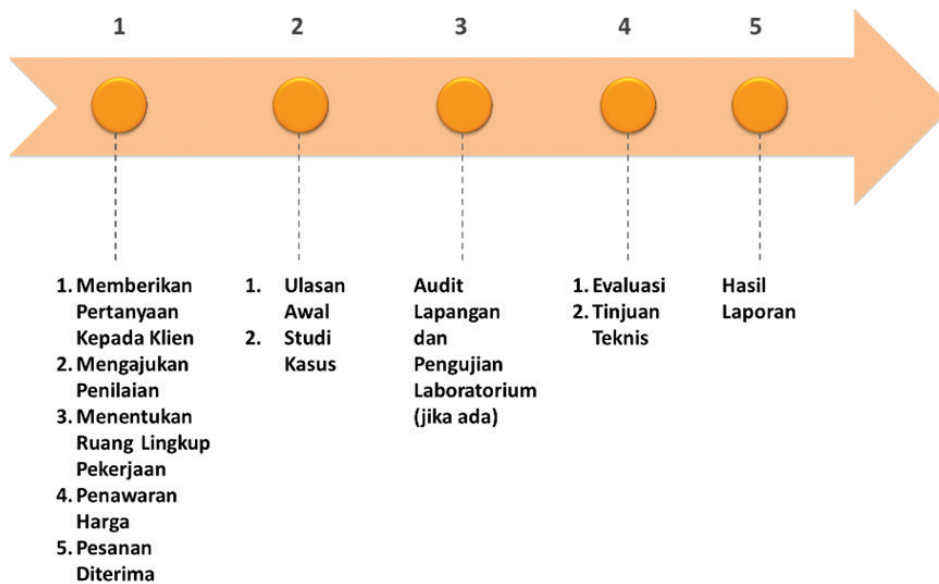 1 2 3 4 5
1. Memberikan
Pertanyaan
Kepada Klien
2. Mengajukan
Penilaian
3. Menentukan
Ruang Lingkup
Pekerjaan
4. Penawaran
Harga
5. Pesanan
Diterima
1. Ulasan
Awal
2. Studi
Kasus
Audit
Lapangan
dan
Pengujian
Laboratorium
(jika ada)
1. Evaluasi
2. Tinjuan
Teknis
Hasil
Laporan